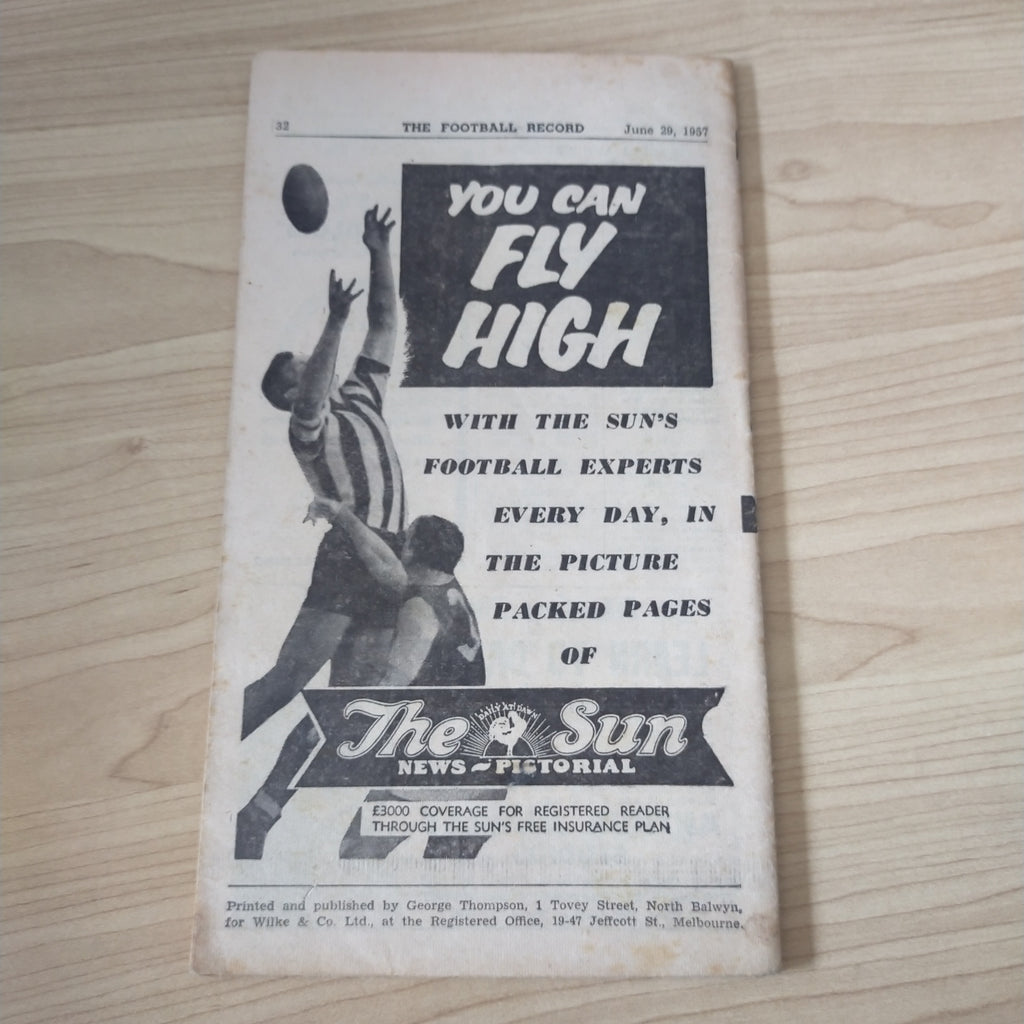 32 THE FOOTBALL RECORD June 29, 1957
YOU CAN
FLY
HIGH
WITH THE SUN'S
FOOTBALL EXPERTS
EVERY DAY, IN
THE PICTURE
PACKED PAGES
OF
The Sun
DAILY AT DAWN
NEWS-PICTORIAL
£3000 COVERAGE FOR REGISTERED READER
THROUGH THE SUN'S FREE INSURANCE PLAN
Printed and published by George Thompson, 1 Tovey Street, North Balwyn,
for Wilke & Co. Ltd., at the Registered Office, 19-47 Jeffcott St., Melbourne.